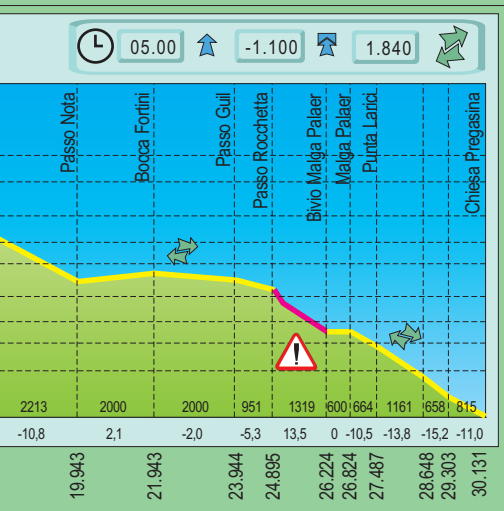 05.00 -1.100 1.840
Passo Nota
Bocca Fortini
Passo Guil
Passo Rocchetta
Bivio Malga Palaer
Malga Palaer
Punta Larici
Chiesa Pregasina
!
2213 2000 2000 951 1319 600 664 1161 658 815
-10,8 2,1 -2,0 -5,3 13,5 0 -10,5 -13,8 -15,2 -11,0
19.943
21.943
23.944
24.895
26.224
26.824
27.487
28.648
29.303
30.131